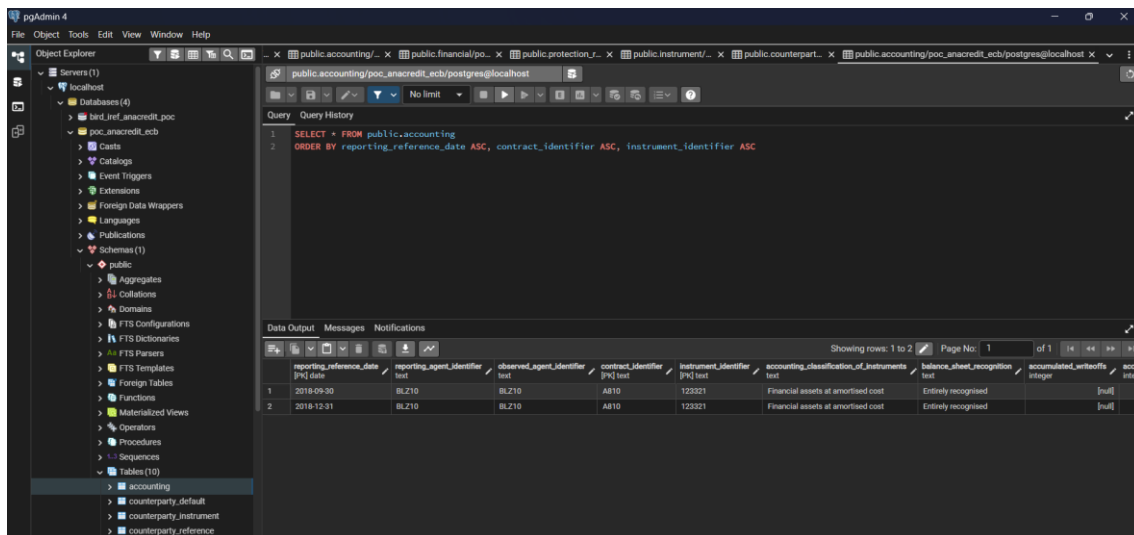 pgAdmin 4
File Object Tools Edit View Window Help
Object Explorer
... × public.accounting/... × public.financial/po... × public.protection_r... × public.instrument/... × public.counterpart... × public.accounting/poc_anacredit_ecb/postgres@localhost ×
Servers (1)
localhost
Databases (4)
bird_iref_anacredit_poc
poc_anacredit_ecb
Casts
Catalogs
Event Triggers
Extensions
Foreign Data Wrappers
Languages
Publications
Schemas (1)
public
Aggregates
Collations
Domains
FTS Configurations
FTS Dictionaries
FTS Parsers
FTS Templates
Foreign Tables
Functions
Materialized Views
Operators
Procedures
Sequences
Tables (10)
accounting
counterparty_default
counterparty_instrument
counterparty_reference
public.accounting/poc_anacredit_ecb/postgres@localhost
No limit
Query Query History
1 SELECT * FROM public.accounting
2 ORDER BY reporting_reference_date ASC, contract_identifier ASC, instrument_identifier ASC
Data Output Messages Notifications
Showing rows: 1 to 2 Page No: 1 of 1
reporting_reference_date reporting_agent_identifier observed_agent_identifier contract_identifier instrument_identifier accounting_classification_of_instruments balance_sheet_recognition accumulated_writeoffs acc
[PK] date text text [PK] text [PK] text text text integer inte
1 2018-09-30 BLZ10 BLZ10 A810 123321 Financial assets at amortised cost Entirely recognised [null]
2 2018-12-31 BLZ10 BLZ10 A810 123321 Financial assets at amortised cost Entirely recognised [null]